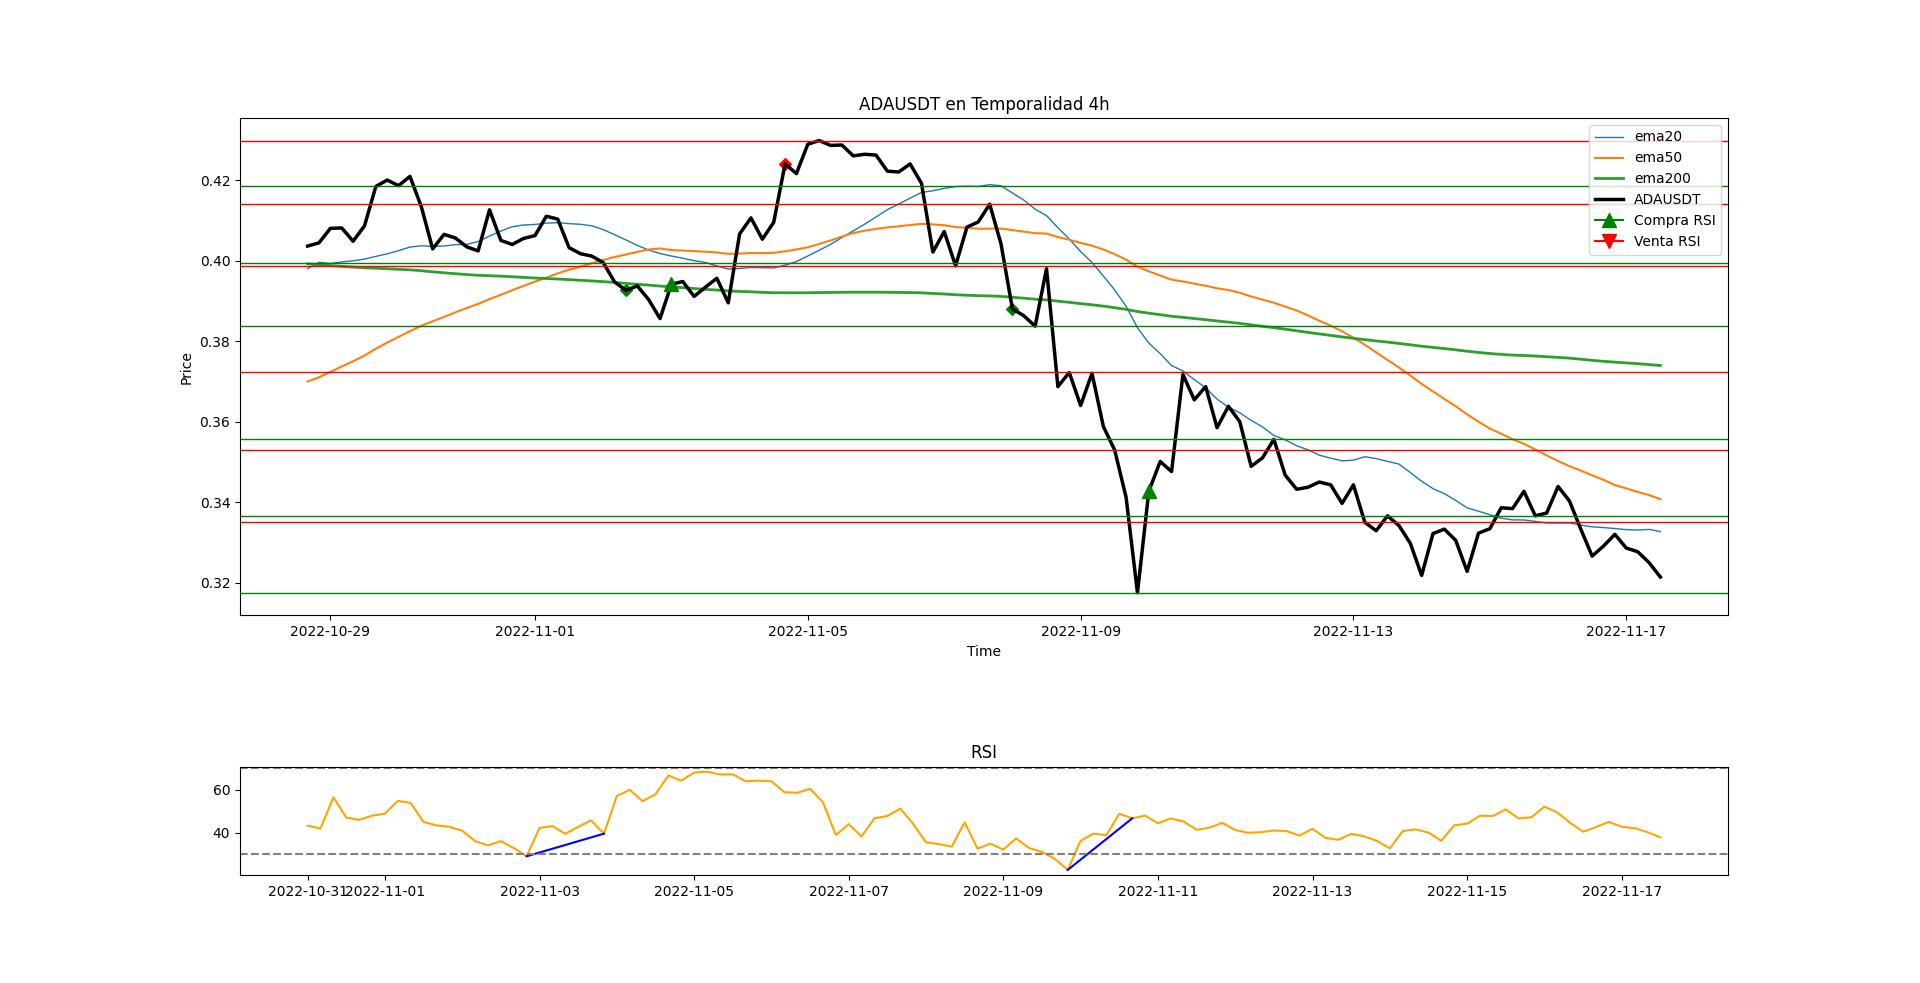 ADAUSDT en Temporalidad 4h
ema20
ema50
ema200
ADAUSDT
Compra RSI
Venta RSI
Price
0.42
0.40
0.38
0.36
0.34
0.32
2022-10-29 2022-11-01 2022-11-05 2022-11-09 2022-11-13 2022-11-17
Time
RSI
60
40
2022-10-31 2022-11-01 2022-11-03 2022-11-05 2022-11-07 2022-11-09 2022-11-11 2022-11-13 2022-11-15 2022-11-17